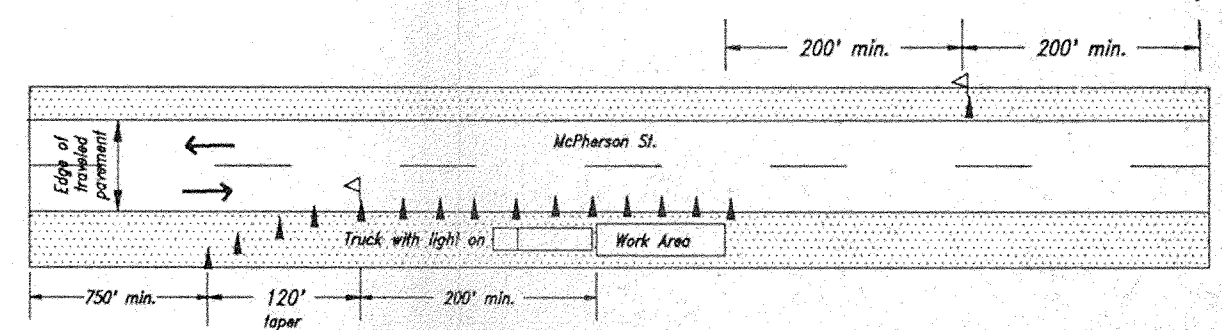 200' min.
200' min.
McPherson St.
Edge of
traveled
pavement
Truck with light on
Work Area
750' min.
120'
taper
200' min.